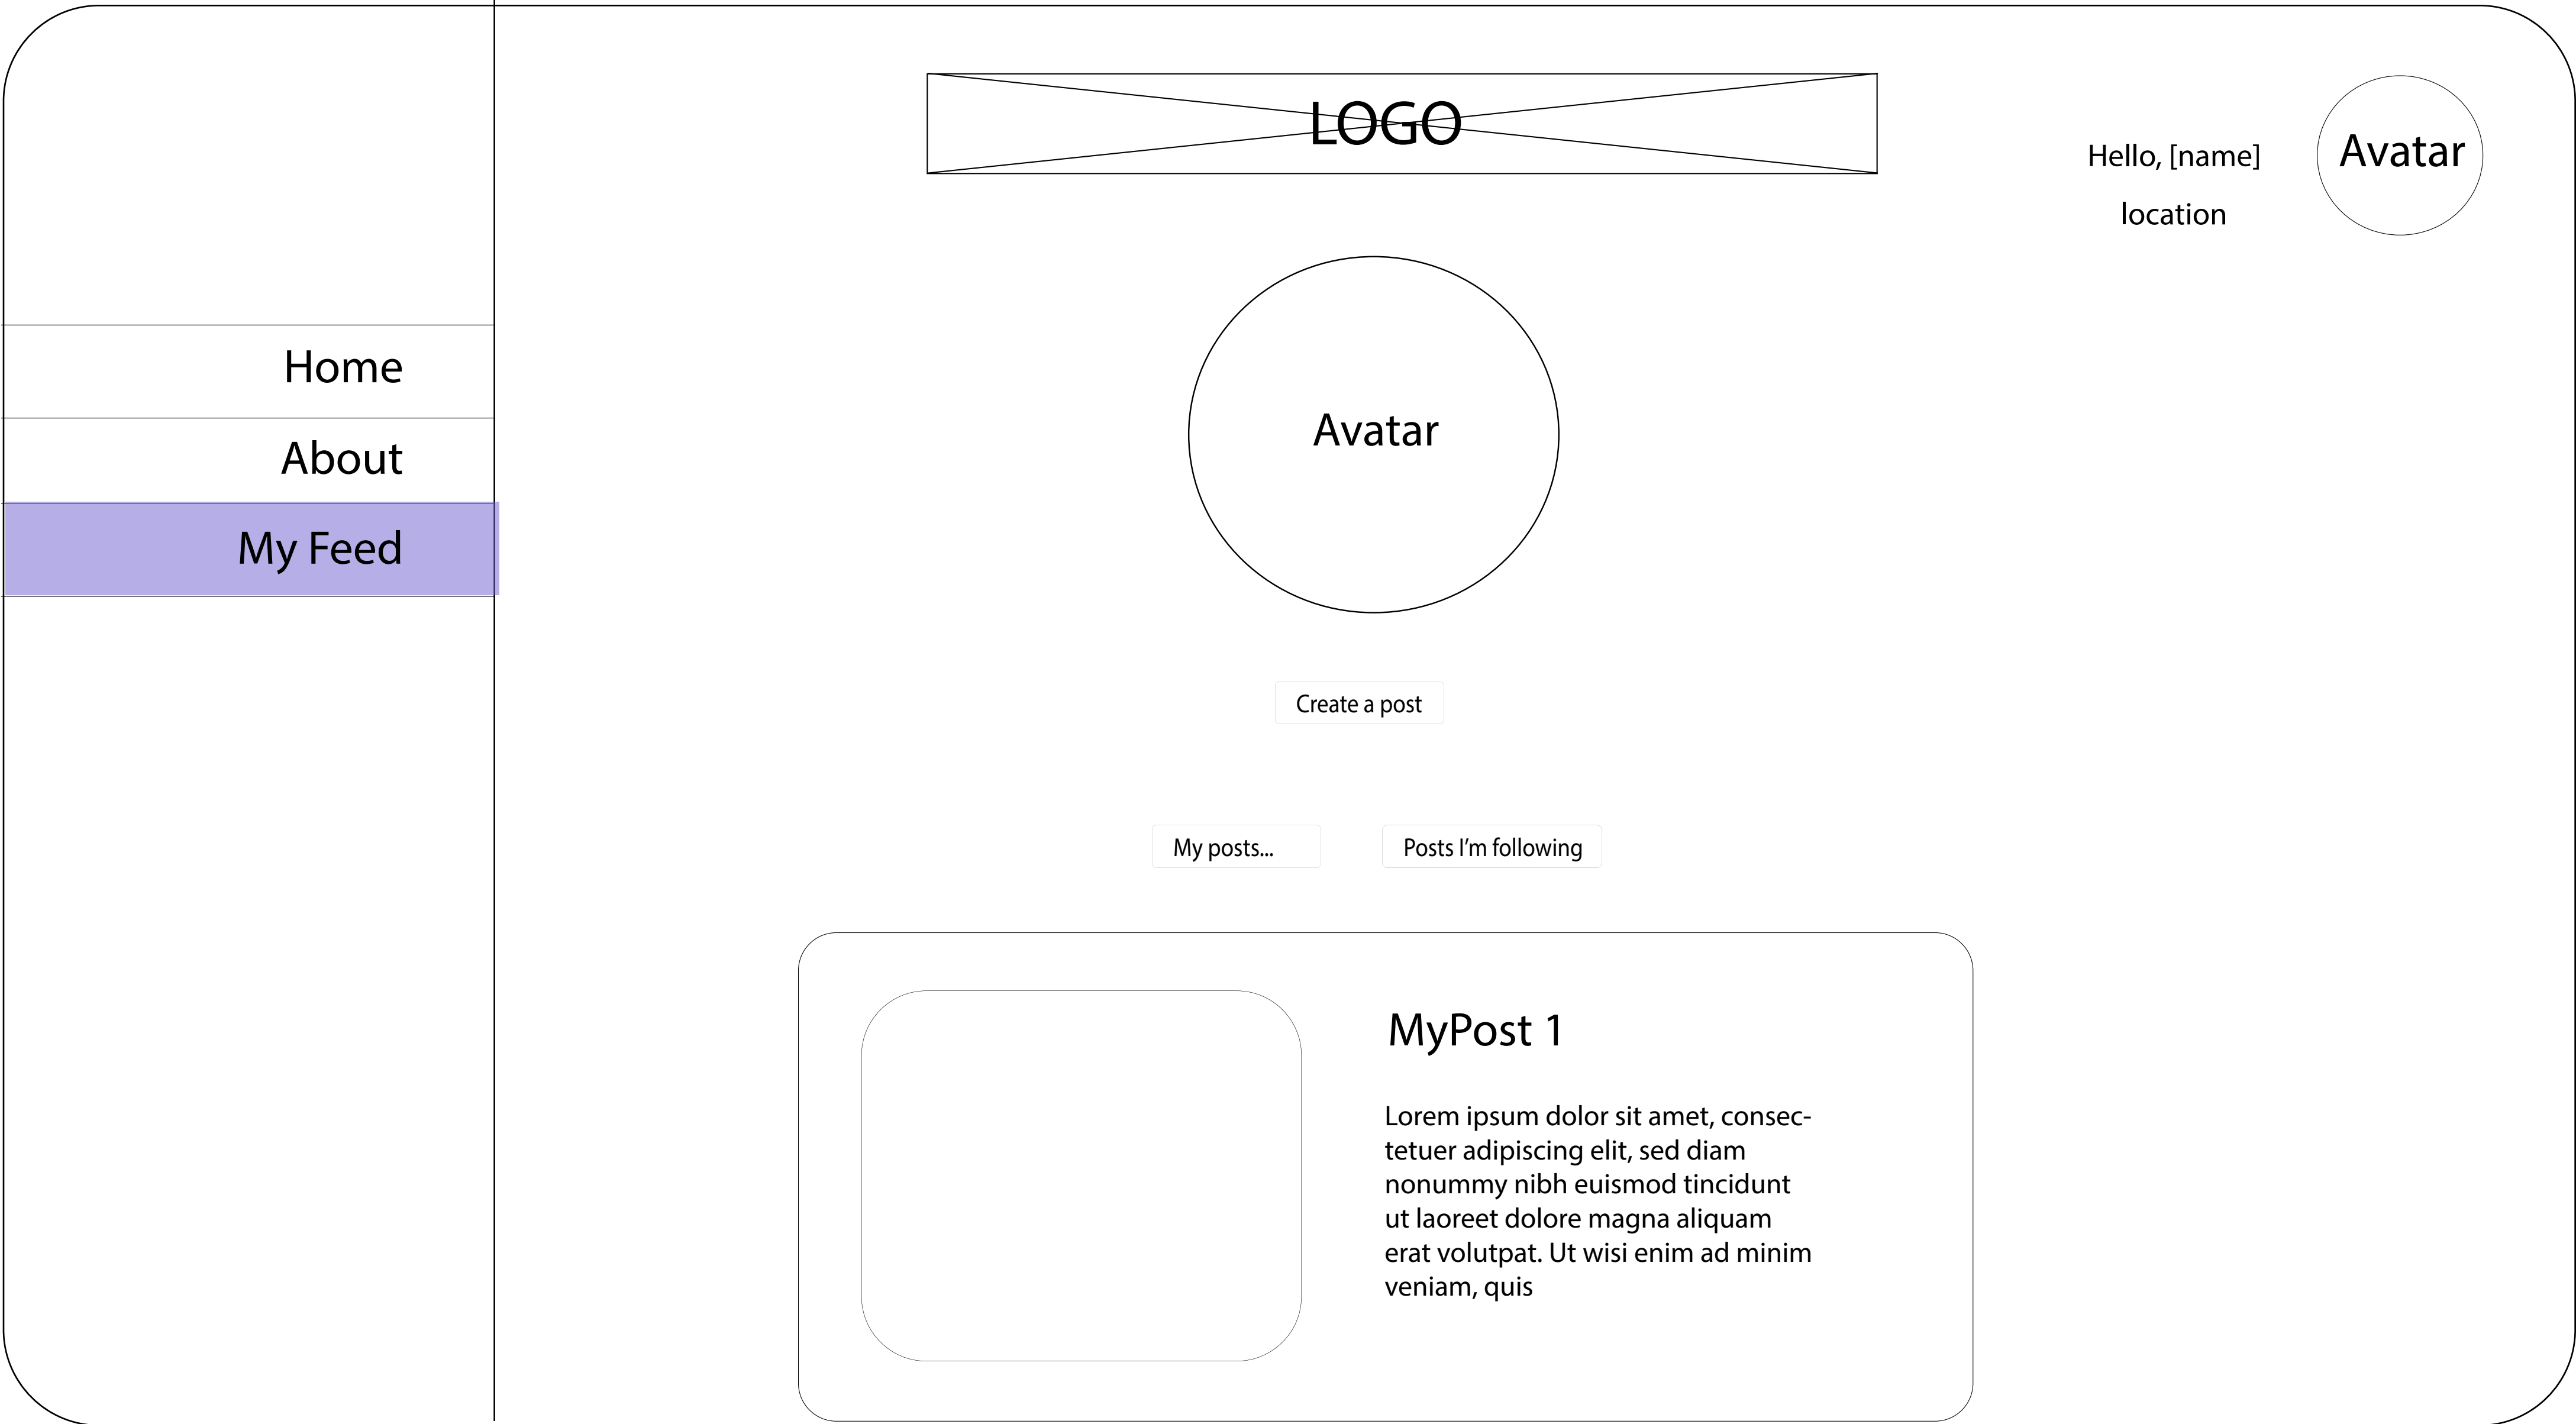 LOGO
Hello, [name]
location
Avatar
Home
About
My Feed
Avatar
Create a post
My posts...
Posts I’m following
MyPost 1
Lorem ipsum dolor sit amet, consec-
tetuer adipiscing elit, sed diam
nonummy nibh euismod tincidunt
ut laoreet dolore magna aliquam
erat volutpat. Ut wisi enim ad minim
veniam, quis